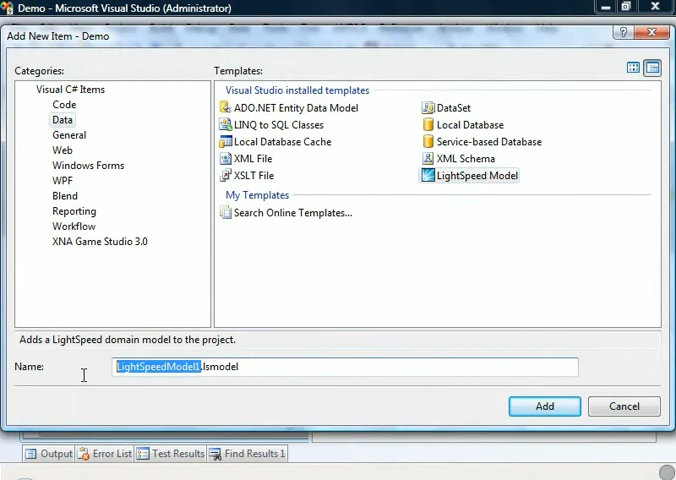 Demo - Microsoft Visual Studio (Administrator)
Add New Item - Demo
Categories:
Templates:
Visual C# Items
Code
Data
General
Web
Windows Forms
WPF
Blend
Reporting
Workflow
XNA Game Studio 3.0
Visual Studio installed templates
ADO.NET Entity Data Model
DataSet
LINQ to SQL Classes
Local Database
Local Database Cache
Service-based Database
XML File
XML Schema
XSLT File
LightSpeed Model
My Templates
Search Online Templates...
Adds a LightSpeed domain model to the project.
Name:
LightSpeedModel1.lsmodel
Add
Cancel
Output
Error List
Test Results
Find Results 1